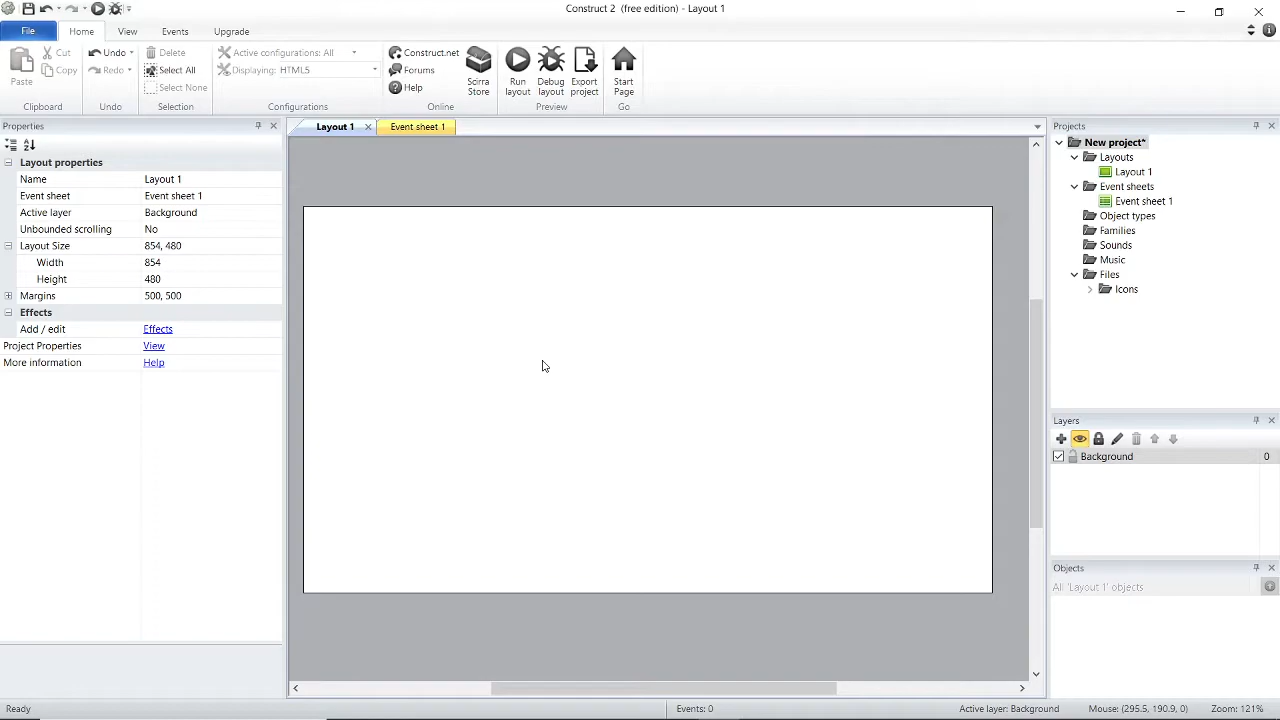 Construct 2 (free edition) - Layout 1
File Home View Events Upgrade
Paste
Cut
Copy
Clipboard
Undo
Redo
Undo
Delete
Select All
Select None
Selection
Active configurations: All
Displaying: HTML5
Configurations
Construct.net
Forums
Help
Scirra
Store
Online
Run
layout
Debug
layout
Export
project
Preview
Start
Page
Go
Properties
Layout properties
Name Layout 1
Event sheet Event sheet 1
Active layer Background
Unbounded scrolling No
Layout Size 854, 480
Width 854
Height 480
Margins 500, 500
Effects
Add / edit Effects
Project Properties View
More information Help
Layout 1 Event sheet 1
Projects
New project*
Layouts
Layout 1
Event sheets
Event sheet 1
Object types
Families
Sounds
Music
Files
Icons
Layers
Background 0
Objects
All 'Layout 1' objects
Ready Events: 0 Active layer: Background Mouse: (295.5, 190.9, 0) Zoom: 121%